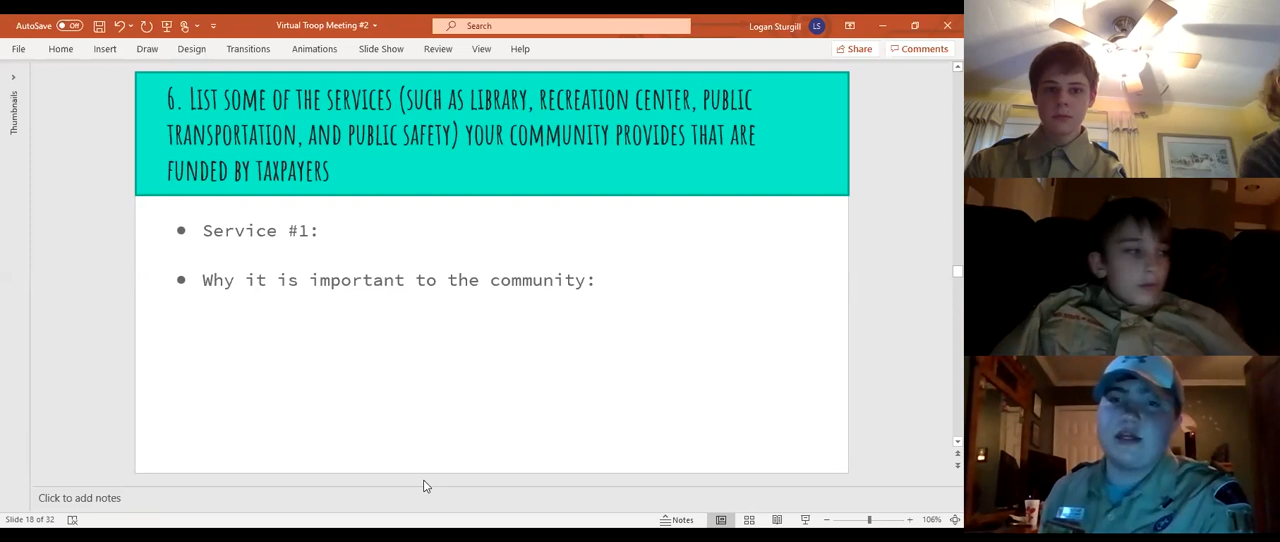 AutoSave Off
Virtual Troop Meeting #2
Search
Logan Sturgill LS
File Home Insert Draw Design Transitions Animations Slide Show Review View Help
Share Comments
Thumbnails
6. LIST SOME OF THE SERVICES (SUCH AS LIBRARY, RECREATION CENTER, PUBLIC
TRANSPORTATION, AND PUBLIC SAFETY) YOUR COMMUNITY PROVIDES THAT ARE
FUNDED BY TAXPAYERS
• Service #1:
• Why it is important to the community:
Click to add notes
Slide 18 of 32
Notes
106%